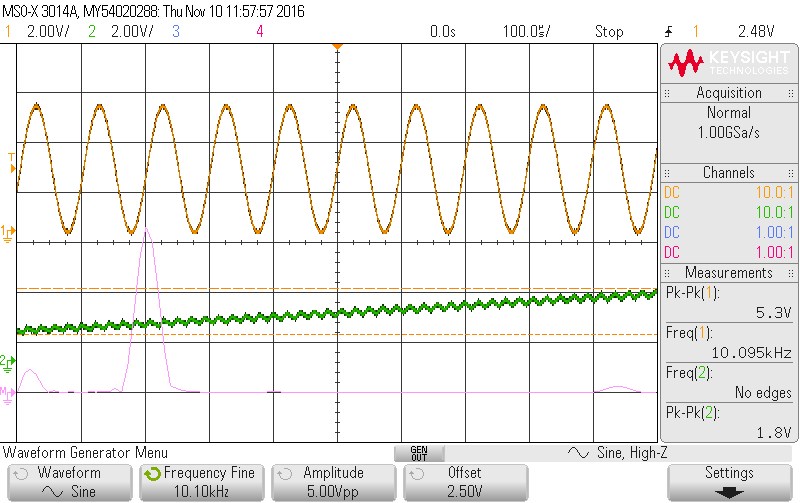 MSO-X 3014A, MY54020288: Thu Nov 10 11:57:57 2016
1 2.00V/ 2 2.00V/ 3 4 0.0s 100.0s/ Stop 1 2.48V
KEYSIGHT
TECHNOLOGIES
Acquisition
Normal
1.00GSa/s
Channels
DC 10.0:1
DC 10.0:1
DC 1.00:1
DC 1.00:1
Measurements
Pk-Pk(1):
5.3V
Freq(1):
10.095kHz
Freq(2):
No edges
Pk-Pk(2):
1.8V
T
1
2
M
Waveform Generator Menu
GEN
OUT
Sine, High-Z
Waveform
Sine
Frequency Fine
10.10kHz
Amplitude
5.00Vpp
Offset
2.50V
Settings